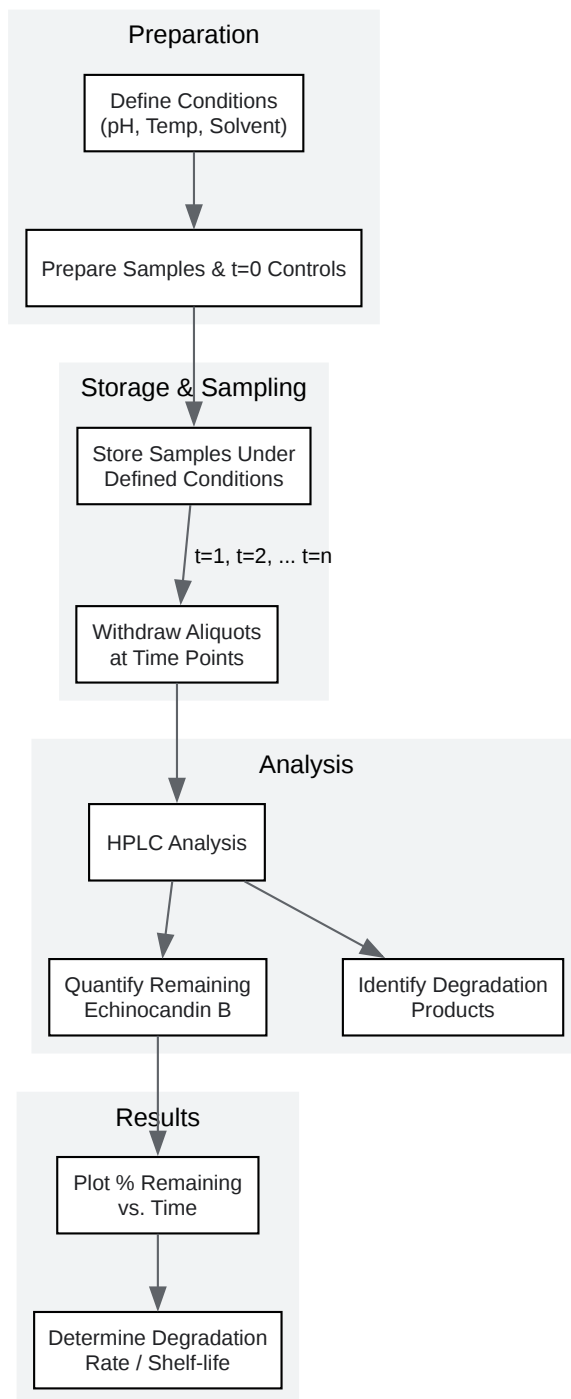 Preparation
Define Conditions
(pH, Temp, Solvent)
Prepare Samples & t=0 Controls
Storage & Sampling
Store Samples Under
Defined Conditions
t=1, t=2, ... t=n
Withdraw Aliquots
at Time Points
Analysis
HPLC Analysis
Quantify Remaining
Echinocandin B
Identify Degradation
Products
Results
Plot % Remaining
vs. Time
Determine Degradation
Rate / Shelf-life